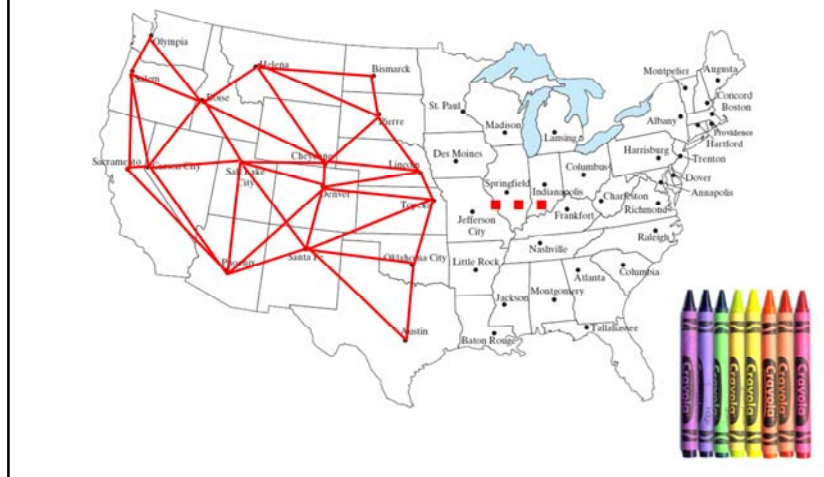 Olympia
Salem
Helena
Bismarck
Boise
Pierre
St. Paul
Montpelier
Augusta
Concord
Boston
Albany
Madison
Lansing
Providence
Hartford
Harrisburg
Trenton
Dover
Annapolis
Sacramento
Carson City
Salt Lake
City
Cheyenne
Lincoln
Des Moines
Columbus
Springfield
Indianapolis
Charleston
Richmond
Denver
Topeka
Jefferson
City
Frankfort
Raleigh
Nashville
Phoenix
Santa Fe
Oklahoma City
Little Rock
Atlanta
Columbia
Jackson
Montgomery
Austin
Baton Rouge
Tallahassee
Crayola
Crayola
Crayola
Crayola
Crayola
Crayola